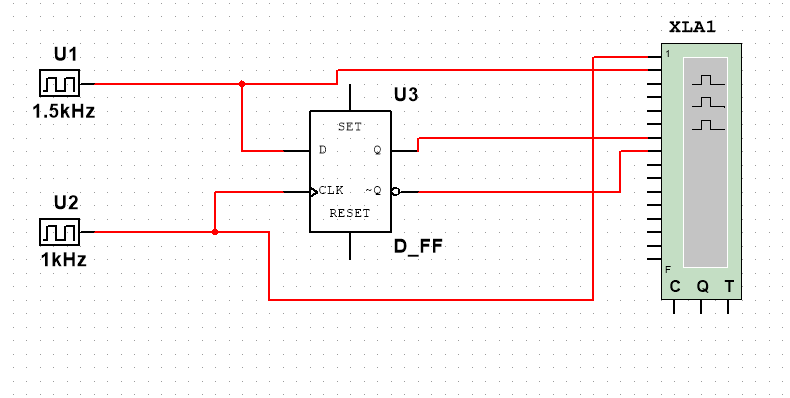 XLA1
U1
1
1.5kHz
U3
SET
D Q
CLK ~Q
RESET
U2
1kHz
D_FF
F
C Q T